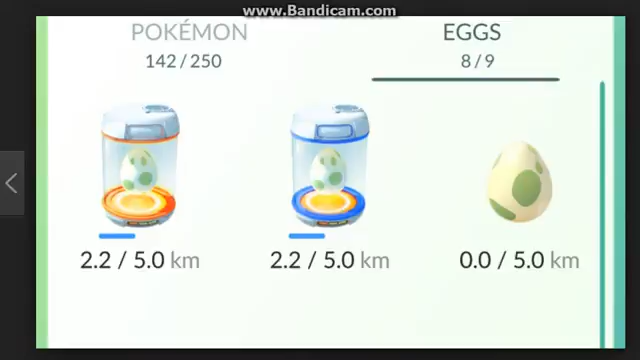 www.Bandicam.com
POKÉMON
142 / 250
EGGS
8 / 9
2.2 / 5.0 km
2.2 / 5.0 km
0.0 / 5.0 km